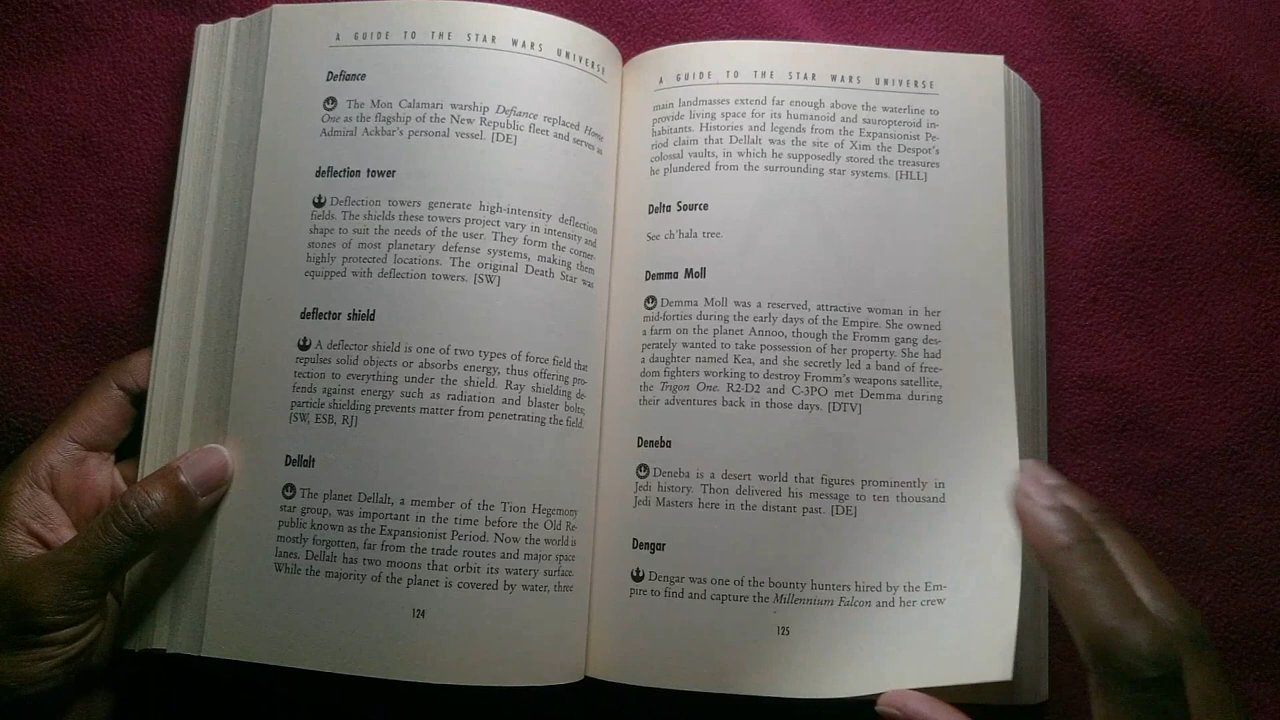 A GUIDE TO THE STAR WARS UNIVERSE
Defiance
The Mon Calamari warship Defiance replaced Home
One as the flagship of the New Republic fleet and serves as
Admiral Ackbar's personal vessel. [DE]
deflection tower
Deflection towers generate high-intensity deflection
fields. The shields these towers project vary in intensity and
shape to suit the needs of the user. They form the corner-
stones of most planetary defense systems, making them
highly protected locations. The original Death Star was
equipped with deflection towers. [SW]
deflector shield
A deflector shield is one of two types of force field that
repulses solid objects or absorbs energy, thus offering pro-
tection to everything under the shield. Ray shielding de-
fends against energy such as radiation and blaster bolts;
particle shielding prevents matter from penetrating the field.
[SW, ESB, RJ]
Dellalt
The planet Dellalt, a member of the Tion Hegemony
star group, was important in the time before the Old Re-
public known as the Expansionist Period. Now the world is
mostly forgotten, far from the trade routes and major space
lanes. Dellalt has two moons that orbit its watery surface.
While the majority of the planet is covered by water, three
124
A GUIDE TO THE STAR WARS UNIVERSE
main landmasses extend far enough above the waterline to
provide living space for its humanoid and sauropteroid in-
habitants. Histories and legends from the Expansionist Pe-
riod claim that Dellalt was the site of Xim the Despot's
colossal vaults, in which he supposedly stored the treasures
he plundered from the surrounding star systems. [HLL]
Delta Source
See ch'hala tree.
Demma Moll
Demma Moll was a reserved, attractive woman in her
mid-forties during the early days of the Empire. She owned
a farm on the planet Annoo, though the Fromm gang des-
perately wanted to take possession of her property. She had
a daughter named Kea, and she secretly led a band of free-
dom fighters working to destroy Fromm's weapons satellite,
the Trigon One. R2-D2 and C-3PO met Demma during
their adventures back in those days. [DTV]
Deneba
Deneba is a desert world that figures prominently in
Jedi history. Thon delivered his message to ten thousand
Jedi Masters here in the distant past. [DE]
Dengar
Dengar was one of the bounty hunters hired by the Em-
pire to find and capture the Millennium Falcon and her crew
125